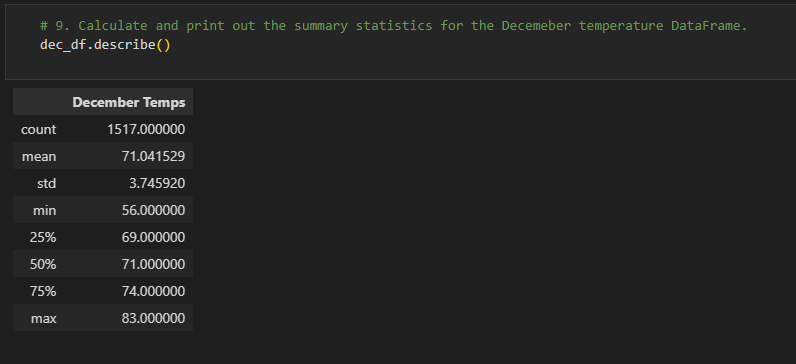 # 9. Calculate and print out the summary statistics for the Decemeber temperature DataFrame.
dec_df.describe()
December Temps
count 1517.000000
mean 71.041529
std 3.745920
min 56.000000
25% 69.000000
50% 71.000000
75% 74.000000
max 83.000000